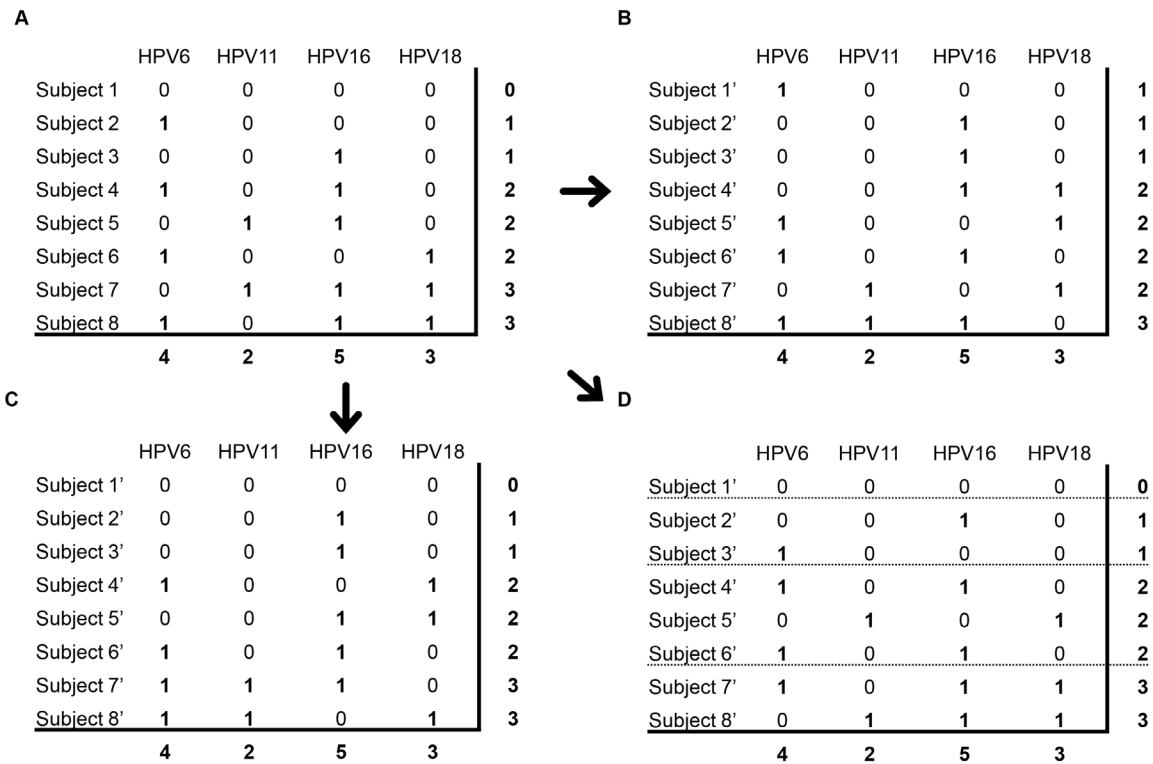 A
HPV6 HPV11 HPV16 HPV18
Subject 1 0 0 0 0 0
Subject 2 1 0 0 0 1
Subject 3 0 0 1 0 1
Subject 4 1 0 1 0 2
Subject 5 0 1 1 0 2
Subject 6 1 0 0 1 2
Subject 7 0 1 1 1 3
Subject 8 1 0 1 1 3
4 2 5 3
B
HPV6 HPV11 HPV16 HPV18
Subject 1’ 1 0 0 0 1
Subject 2’ 0 0 1 0 1
Subject 3’ 0 0 1 0 1
Subject 4’ 0 0 1 1 2
Subject 5’ 1 0 0 1 2
Subject 6’ 1 0 1 0 2
Subject 7’ 0 1 0 1 2
Subject 8’ 1 1 1 0 3
4 2 5 3
C
HPV6 HPV11 HPV16 HPV18
Subject 1’ 0 0 0 0 0
Subject 2’ 0 0 1 0 1
Subject 3’ 0 0 1 0 1
Subject 4’ 1 0 0 1 2
Subject 5’ 0 0 1 1 2
Subject 6’ 1 0 1 0 2
Subject 7’ 1 1 1 0 3
Subject 8’ 1 1 0 1 3
4 2 5 3
D
HPV6 HPV11 HPV16 HPV18
Subject 1’ 0 0 0 0 0
Subject 2’ 0 0 1 0 1
Subject 3’ 1 0 0 0 1
Subject 4’ 1 0 1 0 2
Subject 5’ 0 1 0 1 2
Subject 6’ 1 0 1 0 2
Subject 7’ 1 0 1 1 3
Subject 8’ 0 1 1 1 3
4 2 5 3